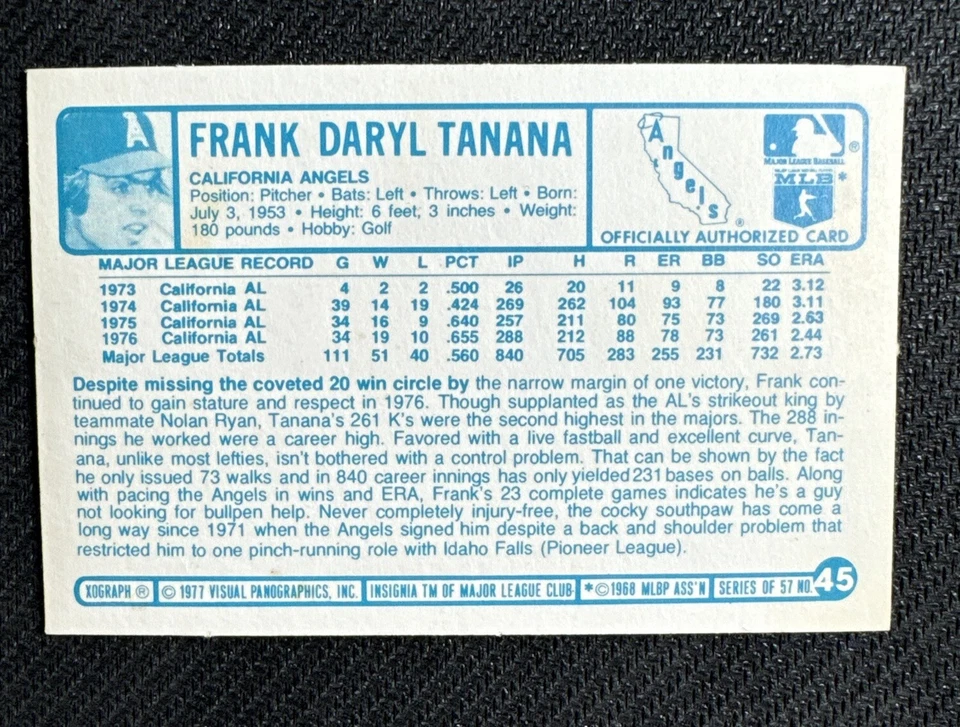 A
FRANK DARYL TANANA
CALIFORNIA ANGELS
Position: Pitcher • Bats: Left • Throws: Left • Born:
July 3, 1953 • Height: 6 feet, 3 inches • Weight:
180 pounds • Hobby: Golf
Angels ®
MAJOR LEAGUE BASEBALL ®
MLB *
OFFICIALLY AUTHORIZED CARD
MAJOR LEAGUE RECORD G W L PCT IP H R ER BB SO ERA
1973 California AL 4 2 2 .500 26 20 11 9 8 22 3.12
1974 California AL 39 14 19 .424 269 262 104 93 77 180 3.11
1975 California AL 34 16 9 .640 257 211 80 75 73 269 2.63
1976 California AL 34 19 10 .655 288 212 88 78 73 261 2.44
Major League Totals 111 51 40 .560 840 705 283 255 231 732 2.73
Despite missing the coveted 20 win circle by the narrow margin of one victory, Frank con-
tinued to gain stature and respect in 1976. Though supplanted as the AL's strikeout king by
teammate Nolan Ryan, Tanana's 261 K's were the second highest in the majors. The 288 in-
nings he worked were a career high. Favored with a live fastball and excellent curve, Tan-
ana, unlike most lefties, isn't bothered with a control problem. That can be shown by the fact
he only issued 73 walks and in 840 career innings has only yielded 231 bases on balls. Along
with pacing the Angels in wins and ERA, Frank's 23 complete games indicates he's a guy
not looking for bullpen help. Never completely injury-free, the cocky southpaw has come a
long way since 1971 when the Angels signed him despite a back and shoulder problem that
restricted him to one pinch-running role with Idaho Falls (Pioneer League).
XOGRAPH ® © 1977 VISUAL PANOGRAPHICS, INC. INSIGNIA TM OF MAJOR LEAGUE CLUB *© 1968 MLBP ASS'N SERIES OF 57 NO. 45